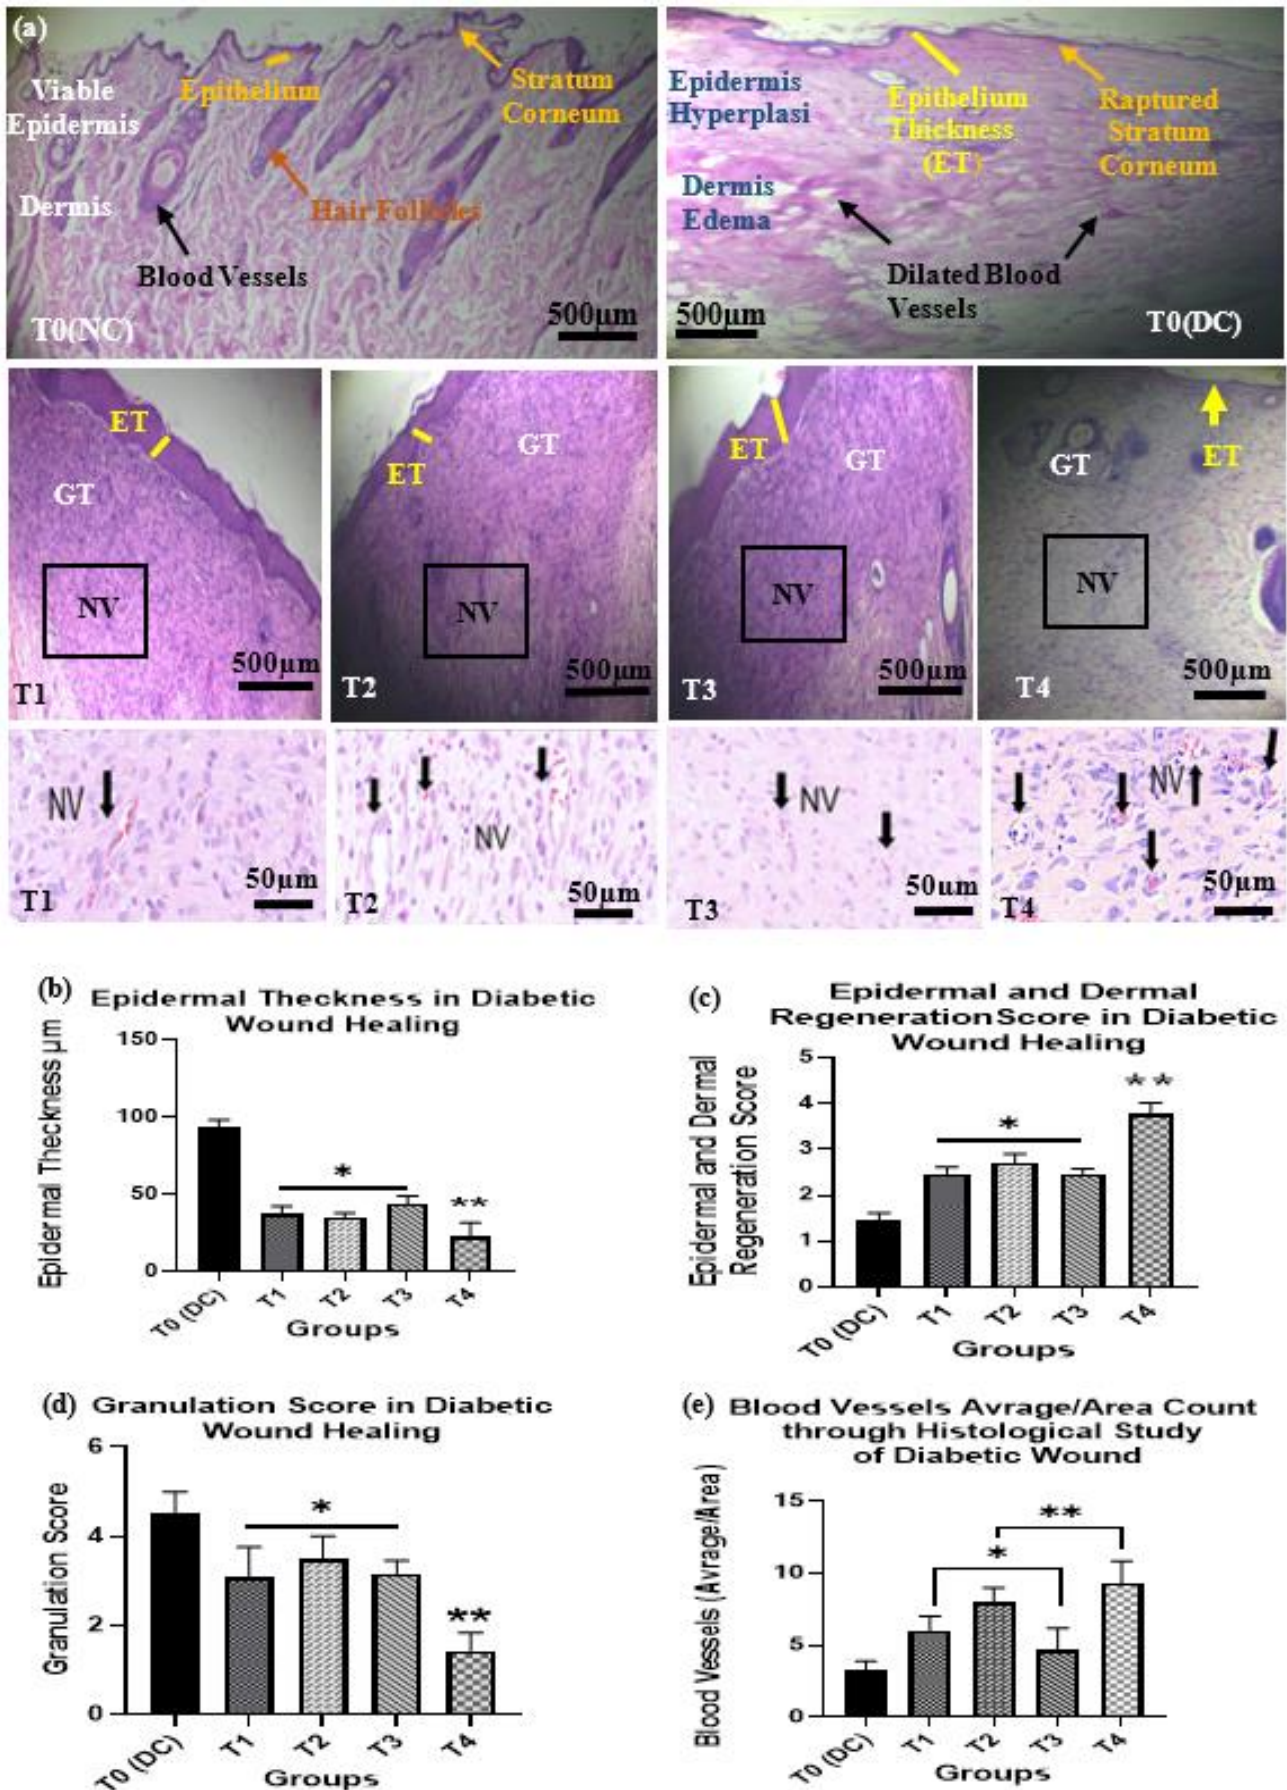 (a)
Viable
Epidermis
Epithelium
Stratum
Corneum
Dermis
Hair Follicles
Blood Vessels
T0(NC)
500µm
Epidermis
Hyperplasi
Epithelium
Thickness
(ET)
Raptured
Stratum
Corneum
Dermis
Edema
Dilated Blood
Vessels
500µm
T0(DC)
ET
GT
NV
500µm
T1
GT
ET
NV
500µm
T2
ET
GT
NV
500µm
T3
GT
ET
NV
500µm
T4
NV
50µm
T1
NV
50µm
T2
NV
50µm
T3
NV
50µm
T4
(b) Epidermal Theckness in Diabetic
Wound Healing
Epidermal Theckness µm
150
100
50
0
*
**
T0 (DC) T1 T2 T3 T4
Groups
(c) Epidermal and Dermal
Regeneration Score in Diabetic
Wound Healing
Epidermal and Dermal
Regeneration Score
5
4
3
2
1
0
*
**
T0 (DC) T1 T2 T3 T4
Groups
(d) Granulation Score in Diabetic
Wound Healing
Granulation Score
6
4
2
0
*
**
T0 (DC) T1 T2 T3 T4
Groups
(e) Blood Vessels Avrage/Area Count
through Histological Study
of Diabetic Wound
Blood Vessels (Avrage/Area)
15
10
5
0
*
**
T0 (DC) T1 T2 T3 T4
Groups